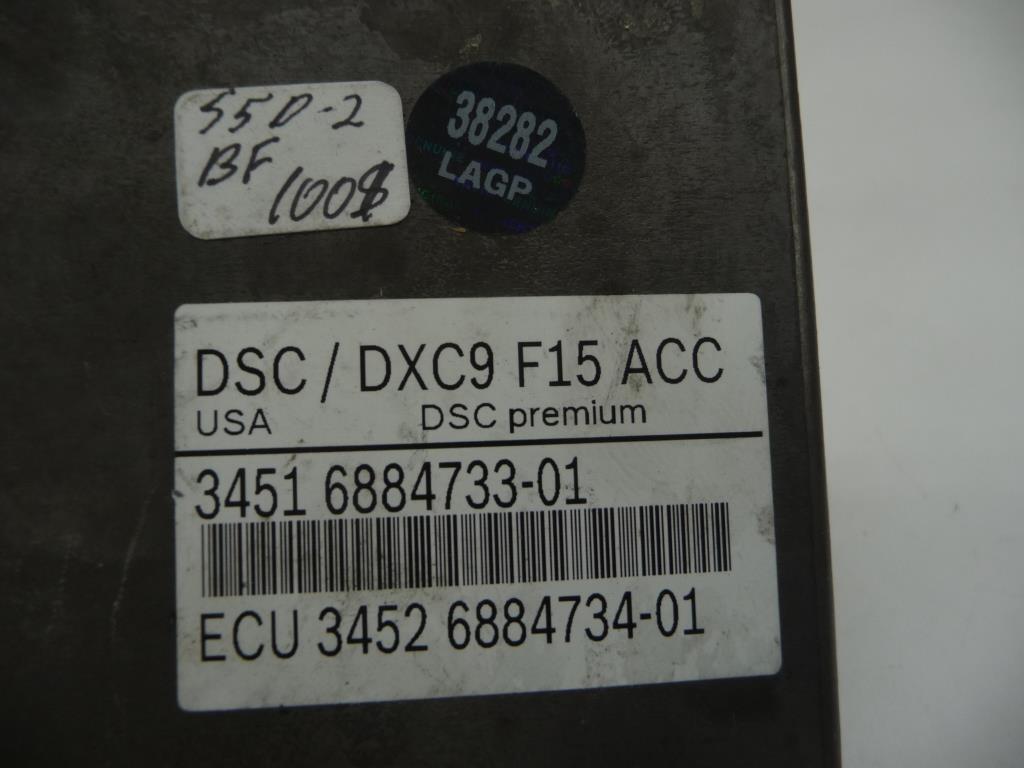 55D-2
BF
100$
38282
LAGP
DSC / DXC9 F15 ACC
USA DSC premium
3451 6884733-01
ECU 3452 6884734-01